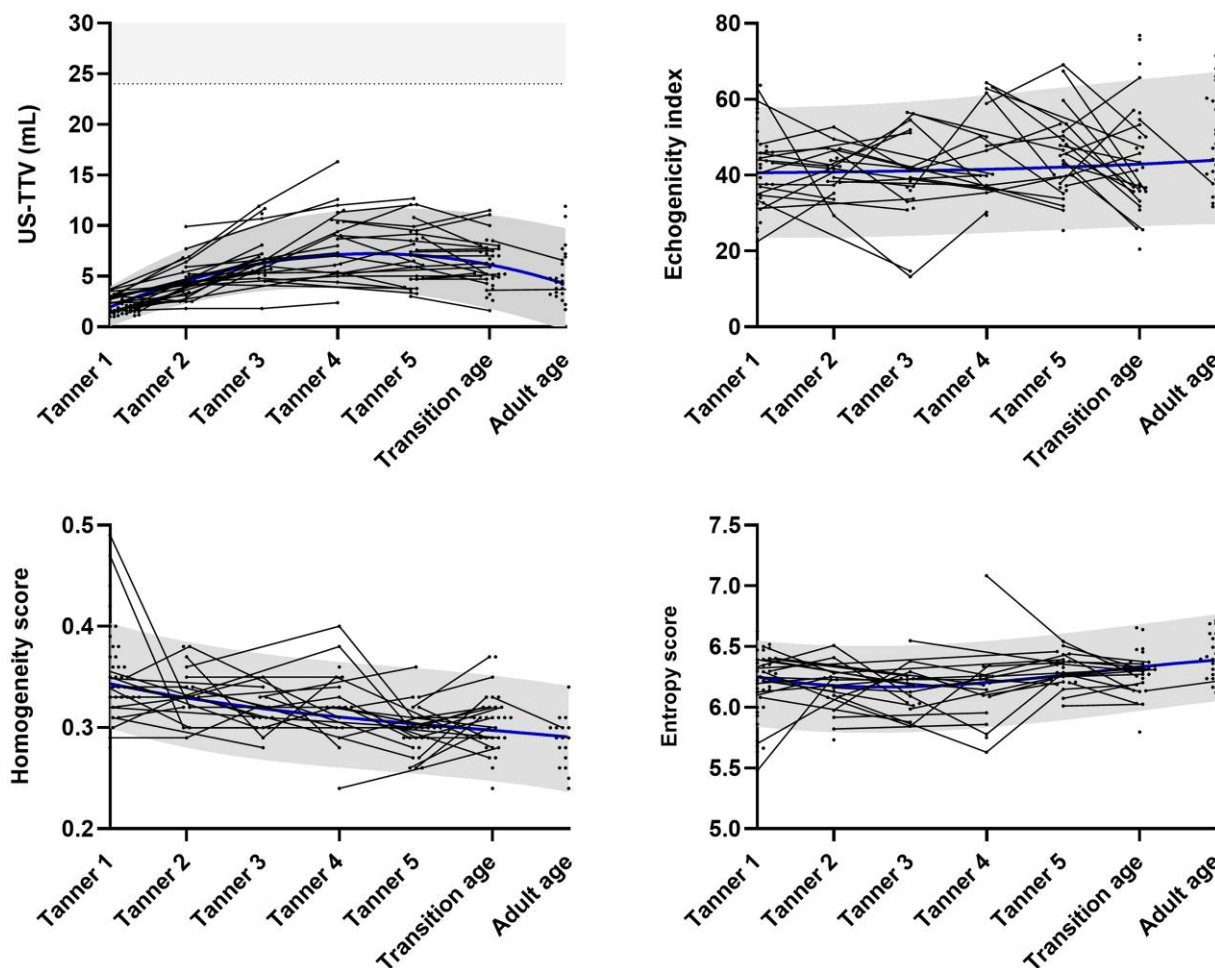 US-TTV (mL)
30
25
20
15
10
5
0
Tanner 1
Tanner 2
Tanner 3
Tanner 4
Tanner 5
Transition age
Adult age
Echogenicity index
80
60
40
20
0
Tanner 1
Tanner 2
Tanner 3
Tanner 4
Tanner 5
Transition age
Adult age
Homogeneity score
0.5
0.4
0.3
0.2
Tanner 1
Tanner 2
Tanner 3
Tanner 4
Tanner 5
Transition age
Adult age
Entropy score
7.5
7.0
6.5
6.0
5.5
5.0
Tanner 1
Tanner 2
Tanner 3
Tanner 4
Tanner 5
Transition age
Adult age